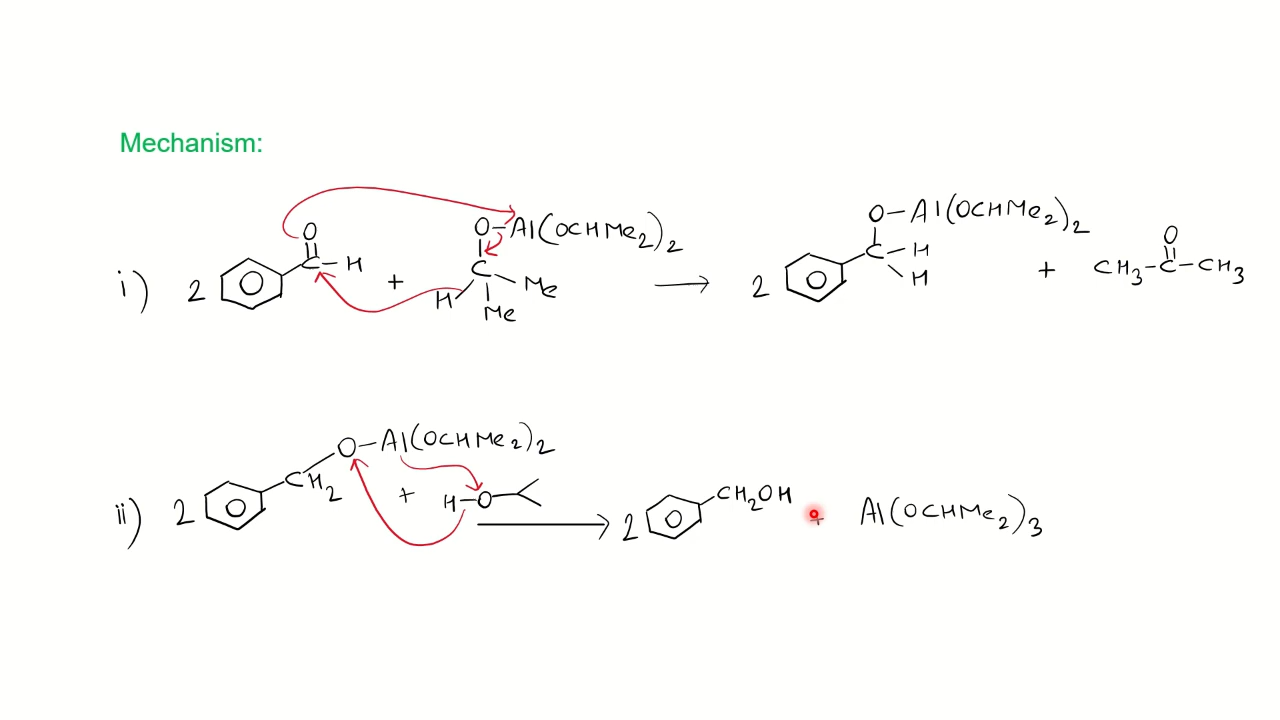 Mechanism:
i) 2 O C H + O-Al(OCHMe₂)₂ C H Me Me → 2 O-Al(OCHMe₂)₂ C H H + CH₃-C-CH₃ O
ii) 2 CH₂ O-Al(OCHMe₂)₂ + H-O → 2 CH₂OH + Al(OCHMe₂)₃